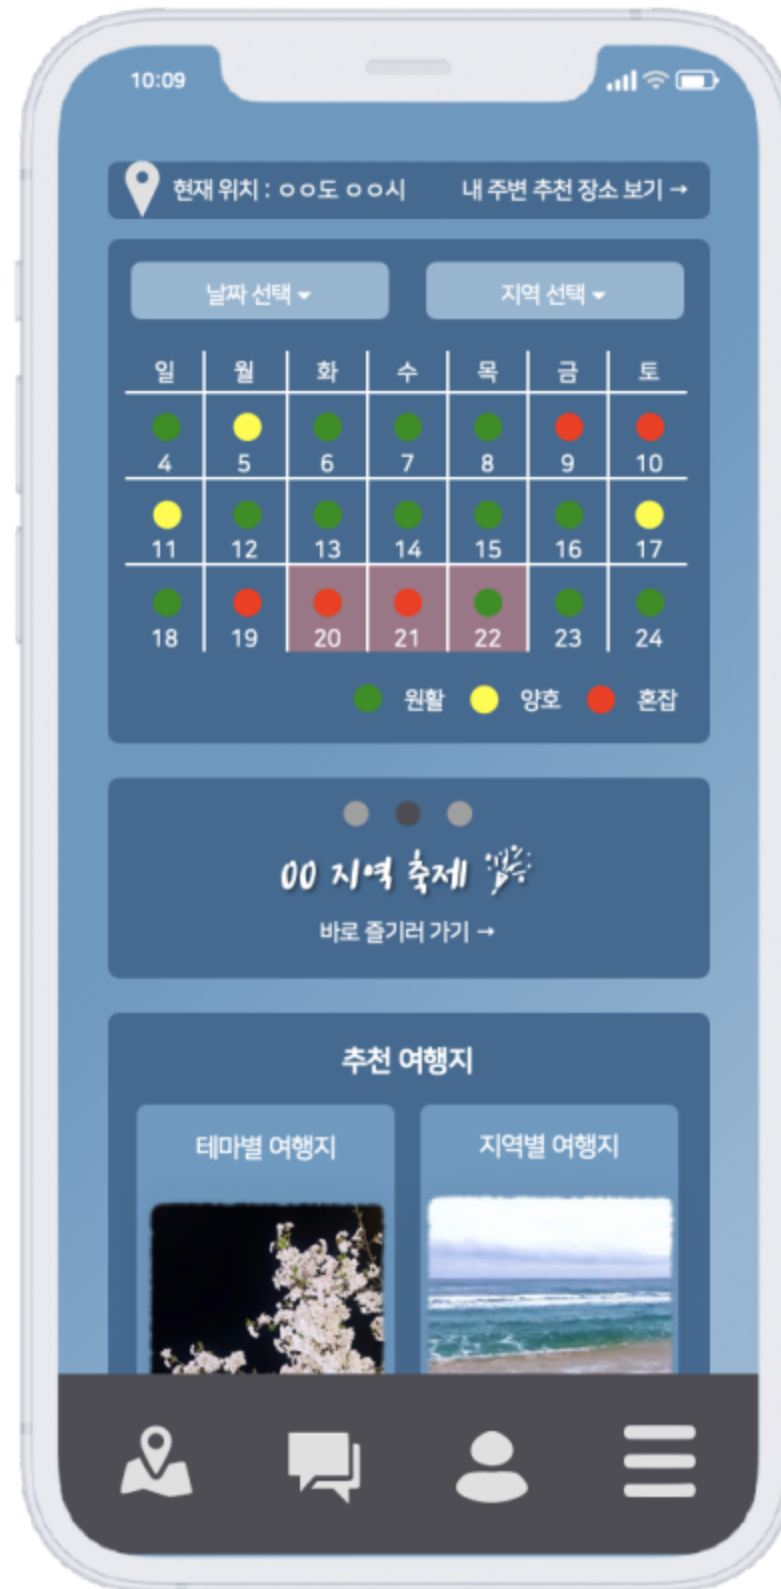 10:09
현재 위치 : ㅇㅇ도 ㅇㅇ시 내 주변 추천 장소 보기 →
날짜 선택 지역 선택
일 월 화 수 목 금 토
4 5 6 7 8 9 10
11 12 13 14 15 16 17
18 19 20 21 22 23 24
원활 양호 혼잡
00 지역 축제
바로 즐기러 가기 →
추천 여행지
테마별 여행지 지역별 여행지